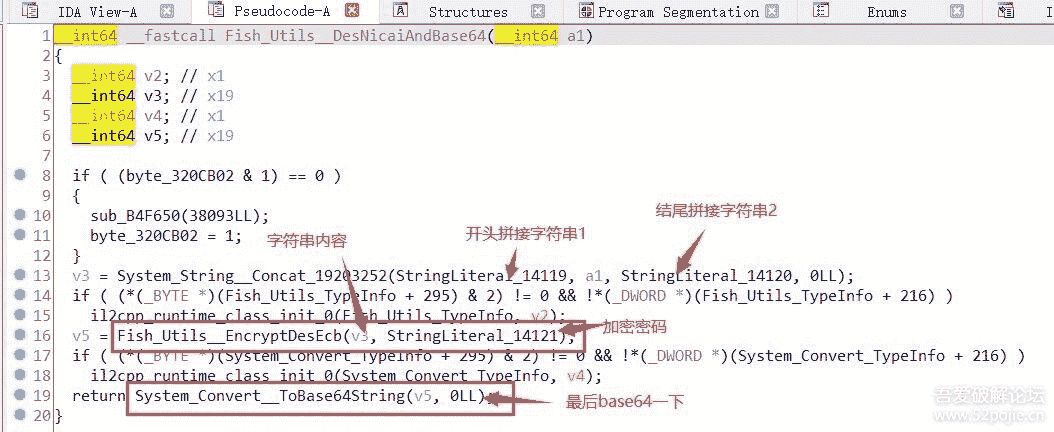 IDA View-A Pseudocode-A Structures Program Segmentation Enums
1 __int64 __fastcall Fish_Utils__DesNicaiAndBase64(__int64 a1)
2 {
3 __int64 v2; // x1
4 __int64 v3; // x19
5 __int64 v4; // x1
6 __int64 v5; // x19
7
8 if ( (byte_320CB02 & 1) == 0 )
9 {
10 sub_B4F650(38093LL);
11 byte_320CB02 = 1;
12 }
字符串内容
开头拼接字符串1
结尾拼接字符串2
13 v3 = System_String__Concat_19203252(StringLiteral_14119, a1, StringLiteral_14120, 0LL);
14 if ( (*(_BYTE *)(Fish_Utils_TypeInfo + 295) & 2) != 0 && !*(_DWORD *)(Fish_Utils_TypeInfo + 216) )
15 il2cpp_runtime_class_init_0(Fish_Utils_TypeInfo, v2);
16 v5 = Fish_Utils__EncryptDesEcb(v3, StringLiteral_14121);
加密密码
17 if ( (*(_BYTE *)(System_Convert_TypeInfo + 295) & 2) != 0 && !*(_DWORD *)(System_Convert_TypeInfo + 216) )
18 il2cpp_runtime_class_init_0(System_Convert_TypeInfo, v4);
19 return System_Convert__ToBase64String(v5, 0LL);
最后base64一下
20 }
吾爱破解论坛
www.52pojie.cn